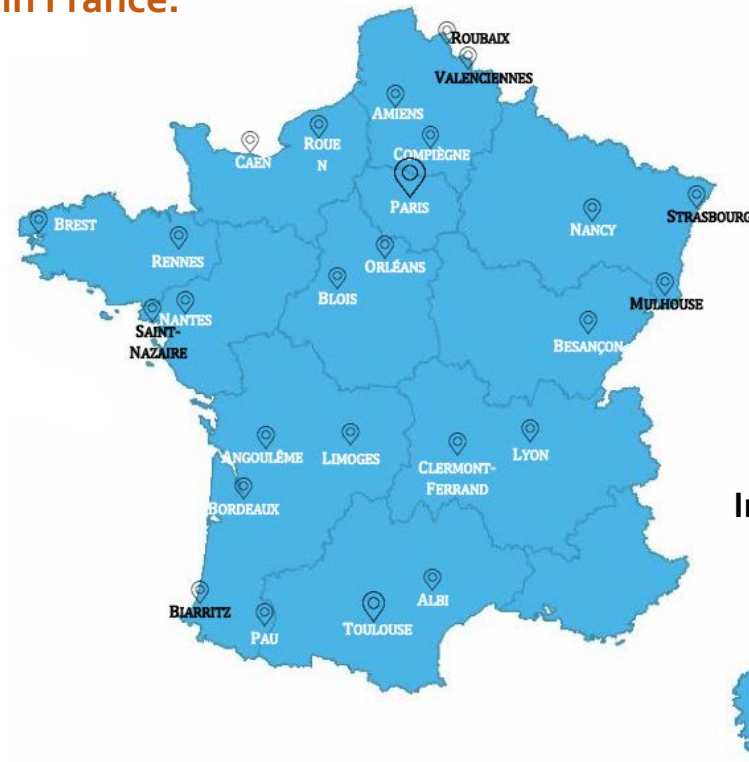 in France.
ROUBAIX
VALENCIENNES
AMIENS
ROUE
N
CAEN
COMPIÈGNE
PARIS
BREST
NANCY
STRASBOURG
RENNES
ORLÉANS
BLOIS
MULHOUSE
NANTES
SAINT-
NAZAIRE
BESANÇON
ANGOULÊME
LIMOGES
LYON
CLERMONT-
FERRAND
BORDEAUX
ALBI
BIARRITZ
TOULOUSE
PAU